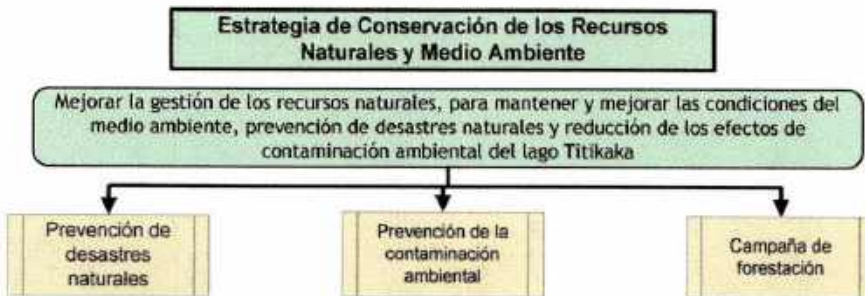 Estrategia de Conservación de los Recursos
Naturales y Medio Ambiente
Mejorar la gestión de los recursos naturales, para mantener y mejorar las condiciones del
medio ambiente, prevención de desastres naturales y reducción de los efectos de
contaminación ambiental del lago Titikaka
Prevención de
desastres
naturales
Prevención de la
contaminación
ambiental
Campaña de
forestación